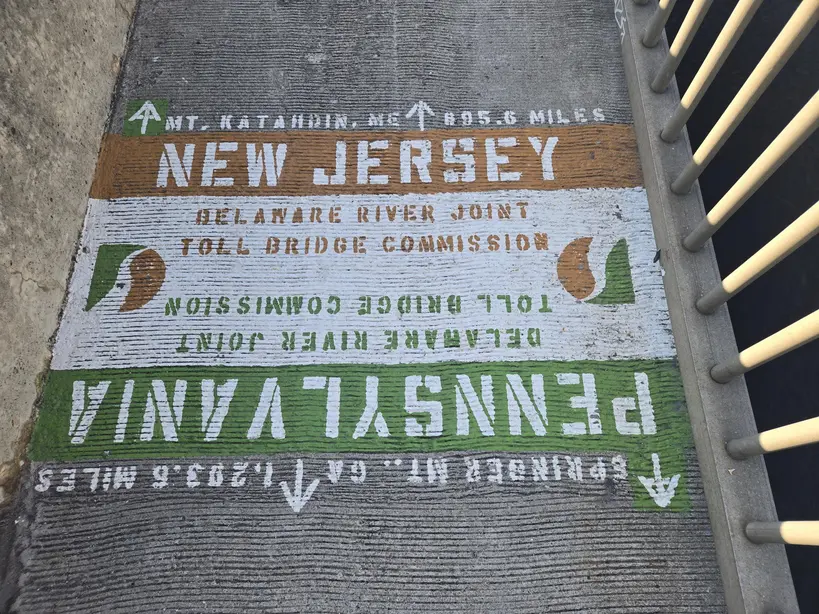 MT. KATAHDIN, ME 895.6 MILES
NEW JERSEY
DELAWARE RIVER JOINT
TOLL BRIDGE COMMISSION
SPRINGER MT., GA 1,293.6 MILES
PENNSYLVANIA
DELAWARE RIVER JOINT
TOLL BRIDGE COMMISSION